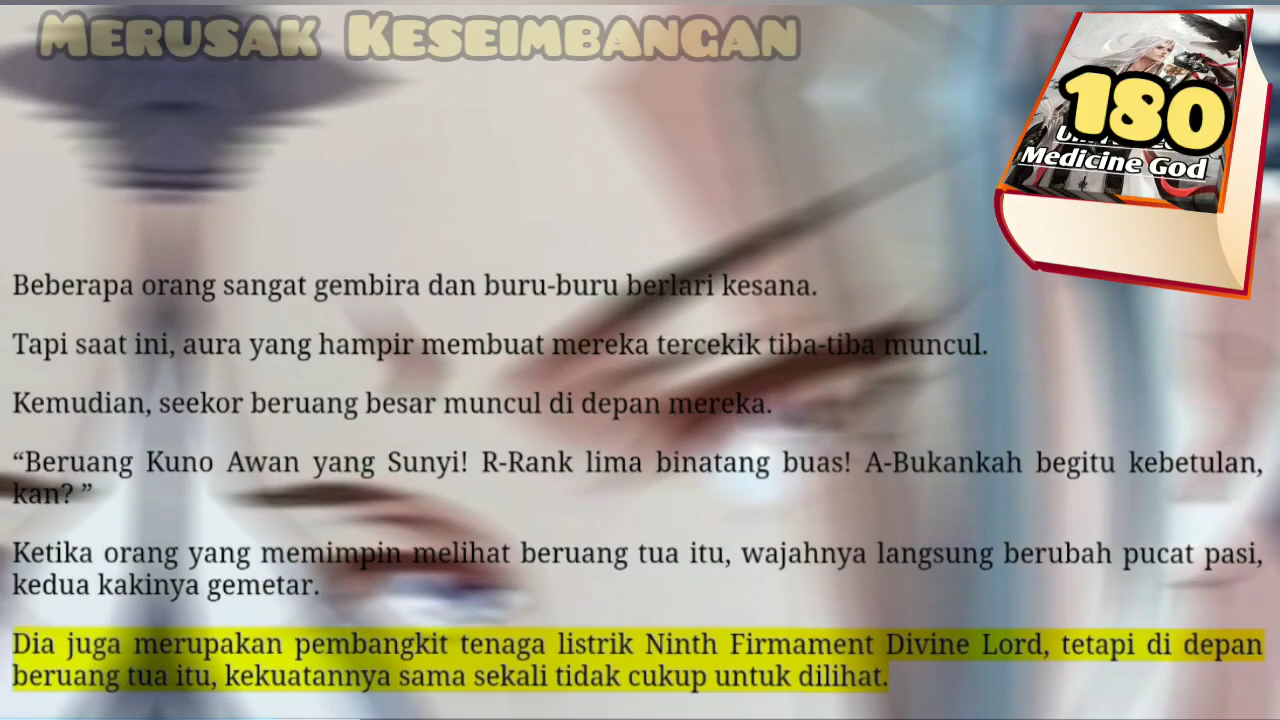 Merusak Keseimbangan
180
Medicine God
Beberapa orang sangat gembira dan buru-buru berlari kesana.
Tapi saat ini, aura yang hampir membuat mereka tercekik tiba-tiba muncul.
Kemudian, seekor beruang besar muncul di depan mereka.
“Beruang Kuno Awan yang Sunyi! R-Rank lima binatang buas! A-Bukankah begitu kebetulan,
kan? ”
Ketika orang yang memimpin melihat beruang tua itu, wajahnya langsung berubah pucat pasi,
kedua kakinya gemetar.
Dia juga merupakan pembangkit tenaga listrik Ninth Firmament Divine Lord, tetapi di depan
beruang tua itu, kekuatannya sama sekali tidak cukup untuk dilihat.